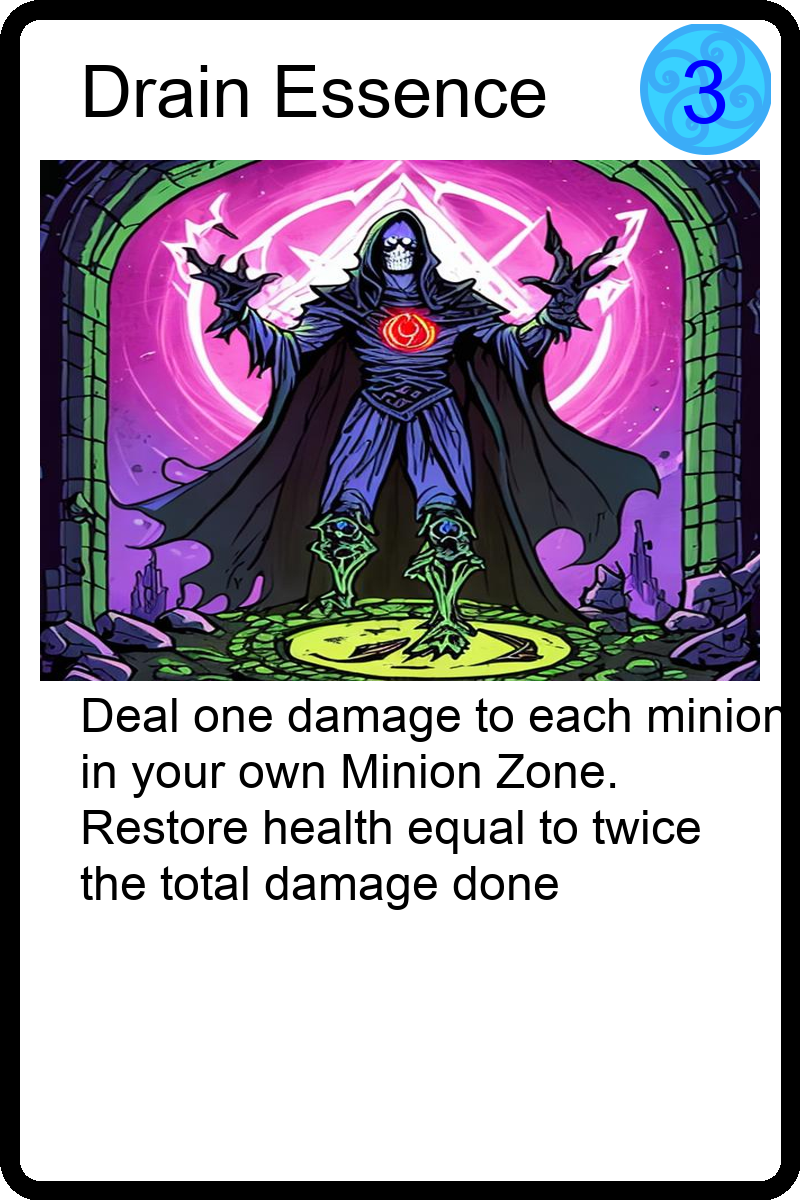 Drain Essence
3
Deal one damage to each minion
in your own Minion Zone.
Restore health equal to twice
the total damage done